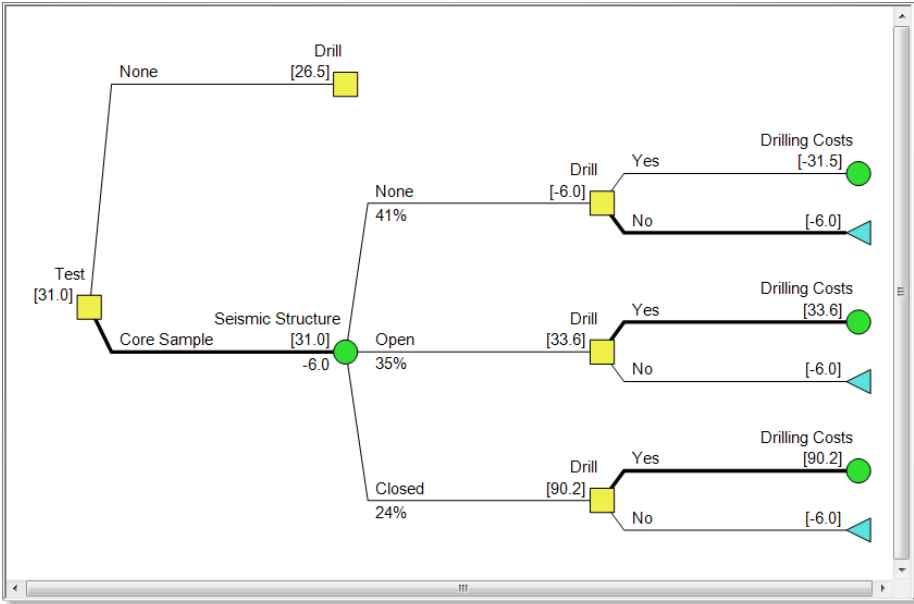 Drill
None
[26.5]
Drilling Costs
Drill
Yes
[-31.5]
None
[-6.0]
41%
No
[-6.0]
Test
[31.0]
Drilling Costs
Seismic Structure
Drill
Yes
[33.6]
Core Sample
[31.0]
Open
[33.6]
-6.0
35%
No
[-6.0]
Drilling Costs
Drill
Yes
[90.2]
Closed
[90.2]
24%
No
[-6.0]